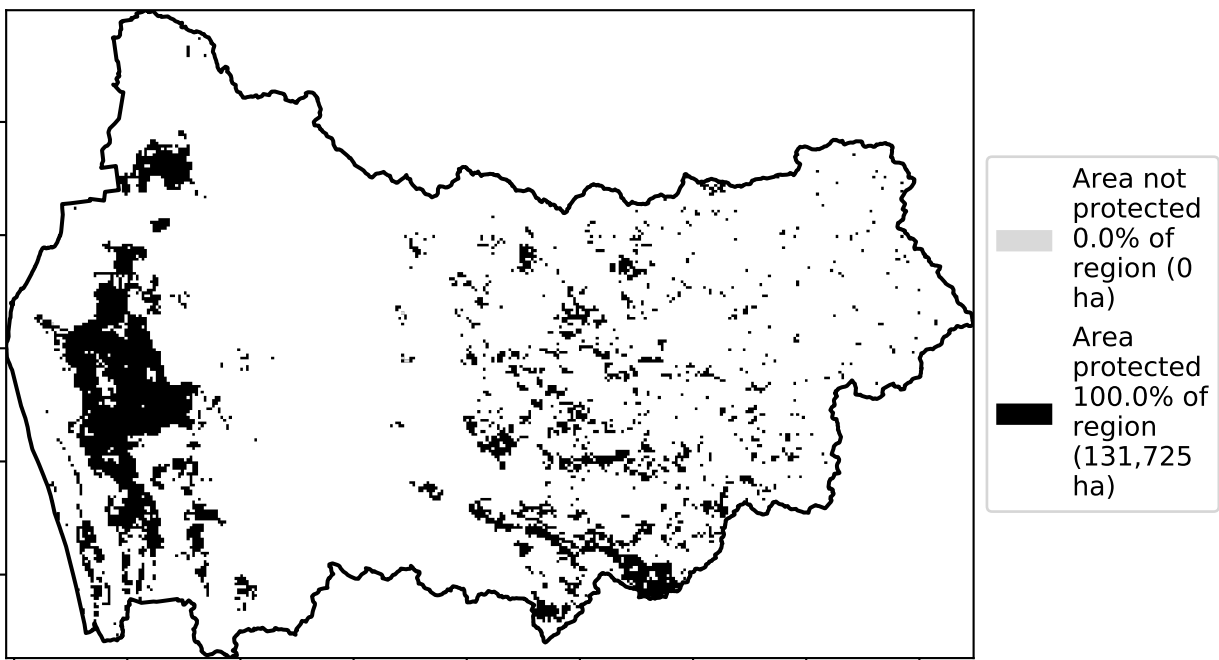 Area not
protected
0.0% of
region (0
ha)
Area
protected
100.0% of
region
(131,725
ha)